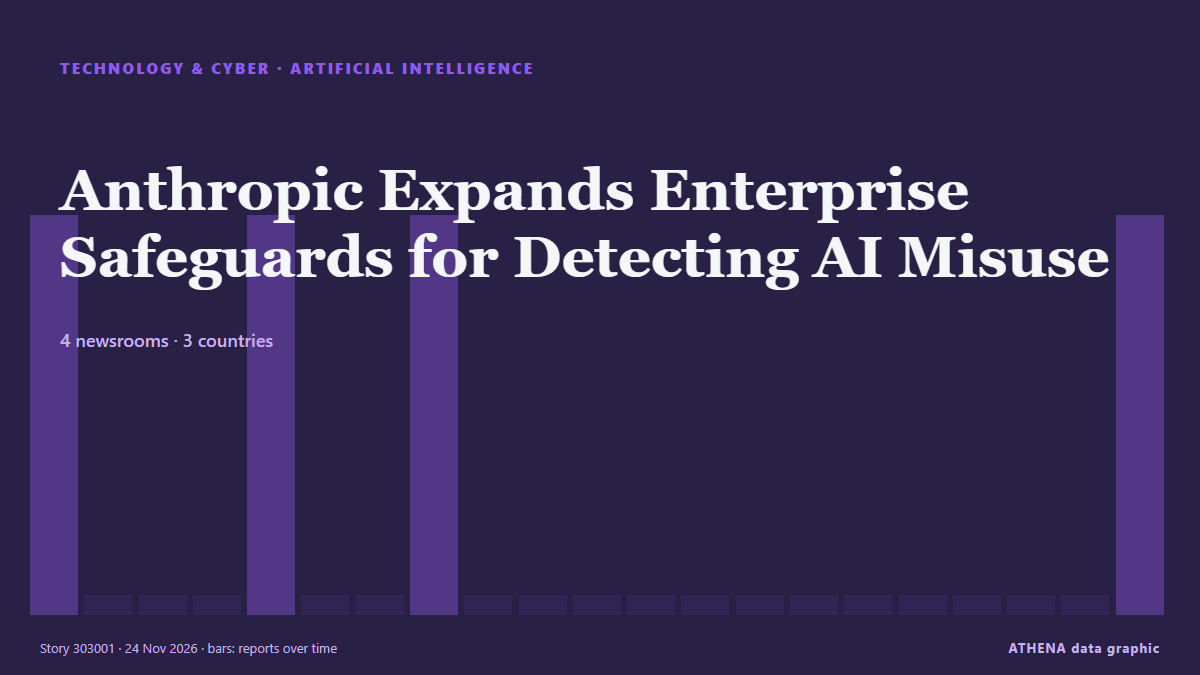 TECHNOLOGY & CYBER · ARTIFICIAL INTELLIGENCE
Anthropic Expands Enterprise
Safeguards for Detecting AI Misuse
4 newsrooms · 3 countries
Story 303001 · 24 Nov 2026 · bars: reports over time
ATHENA data graphic